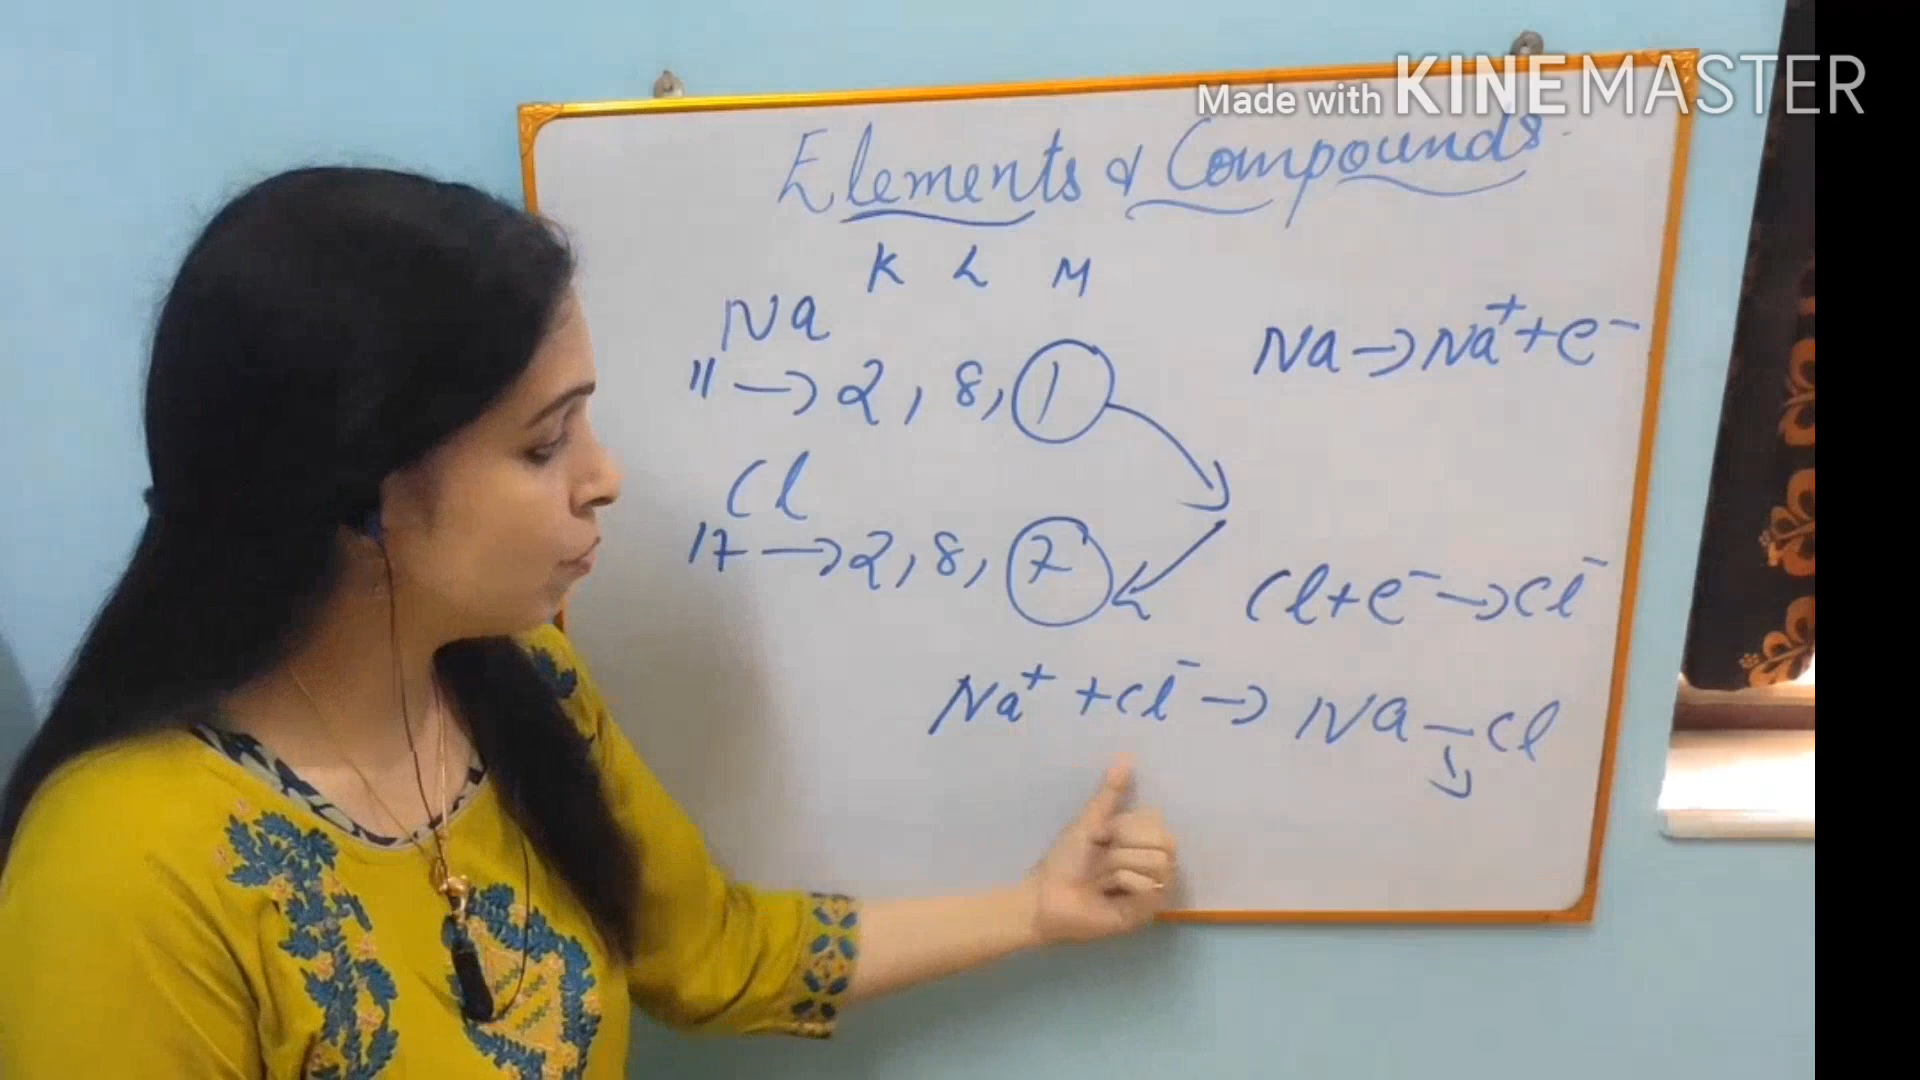 Made with KINEMASTER
Elements & Compounds
K L M
Na
11 → 2, 8, 1
Na → Na⁺ + e⁻
Cl
17 → 2, 8, 7
Cl + e⁻ → Cl⁻
Na⁺ + Cl⁻ → Na – Cl